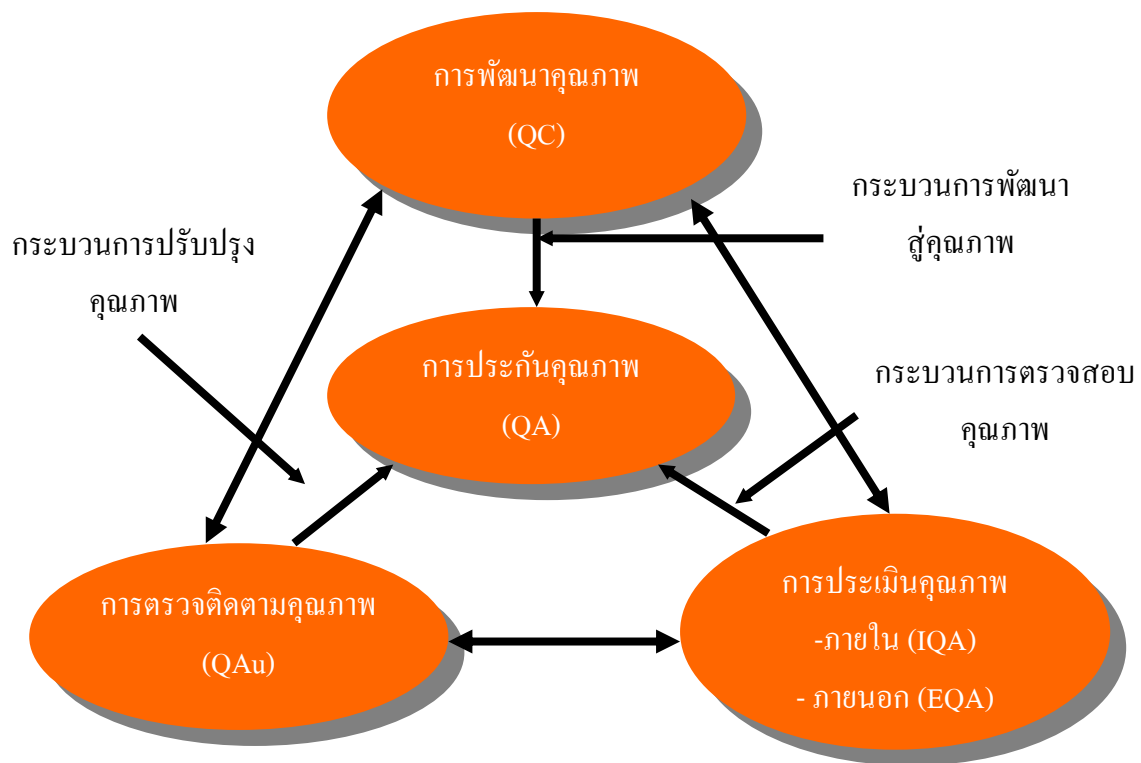 การพัฒนาคุณภาพ
(QC)
กระบวนการพัฒนา
สู่คุณภาพ
กระบวนการปรับปรุง
คุณภาพ
การประกันคุณภาพ
(QA)
กระบวนการตรวจสอบ
คุณภาพ
การตรวจติดตามคุณภาพ
(QAu)
การประเมินคุณภาพ
-ภายใน (IQA)
- ภายนอก (EQA)